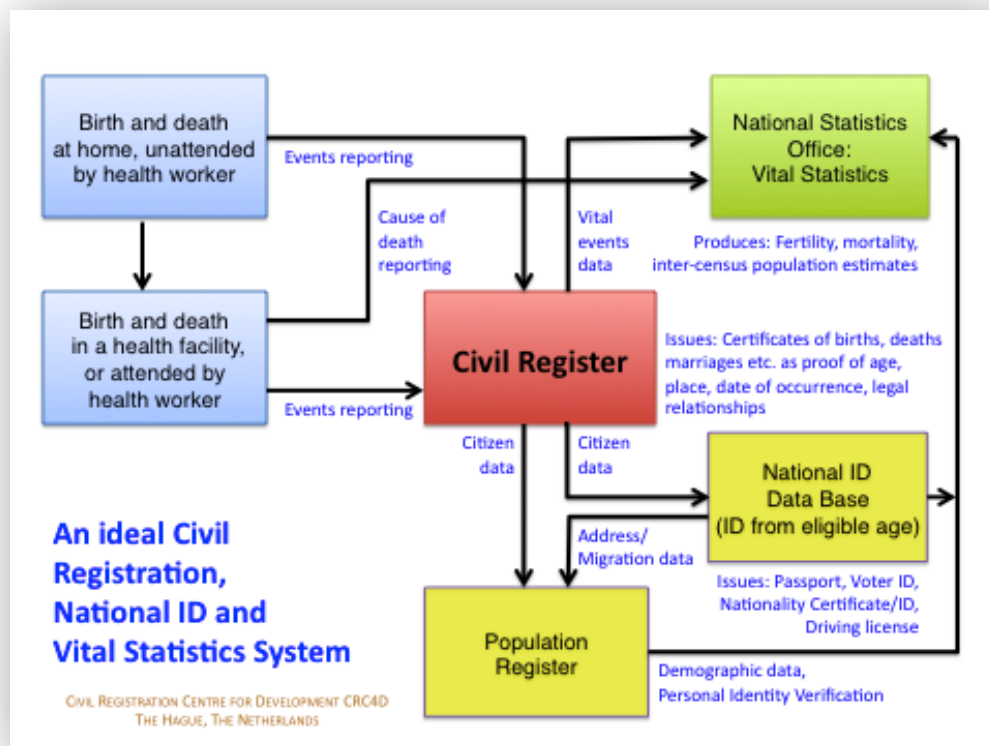 Birth and death
at home, unattended
by health worker
Events reporting
National Statistics
Office:
Vital Statistics
Cause of
death
reporting
Vital
events
data
Produces: Fertility, mortality,
inter-census population estimates
Birth and death
in a health facility,
or attended by
health worker
Events reporting
Civil Register
Issues: Certificates of births, deaths
marriages etc. as proof of age,
place, date of occurrence, legal
relationships
Citizen
data
Citizen
data
National ID
Data Base
(ID from eligible age)
Address/
Migration data
Issues: Passport, Voter ID,
Nationality Certificate/ID,
Driving license
An ideal Civil
Registration,
National ID and
Vital Statistics System
Population
Register
Demographic data,
Personal Identity Verification
CIVIL REGISTRATION CENTRE FOR DEVELOPMENT CRC4D
THE HAGUE, THE NETHERLANDS